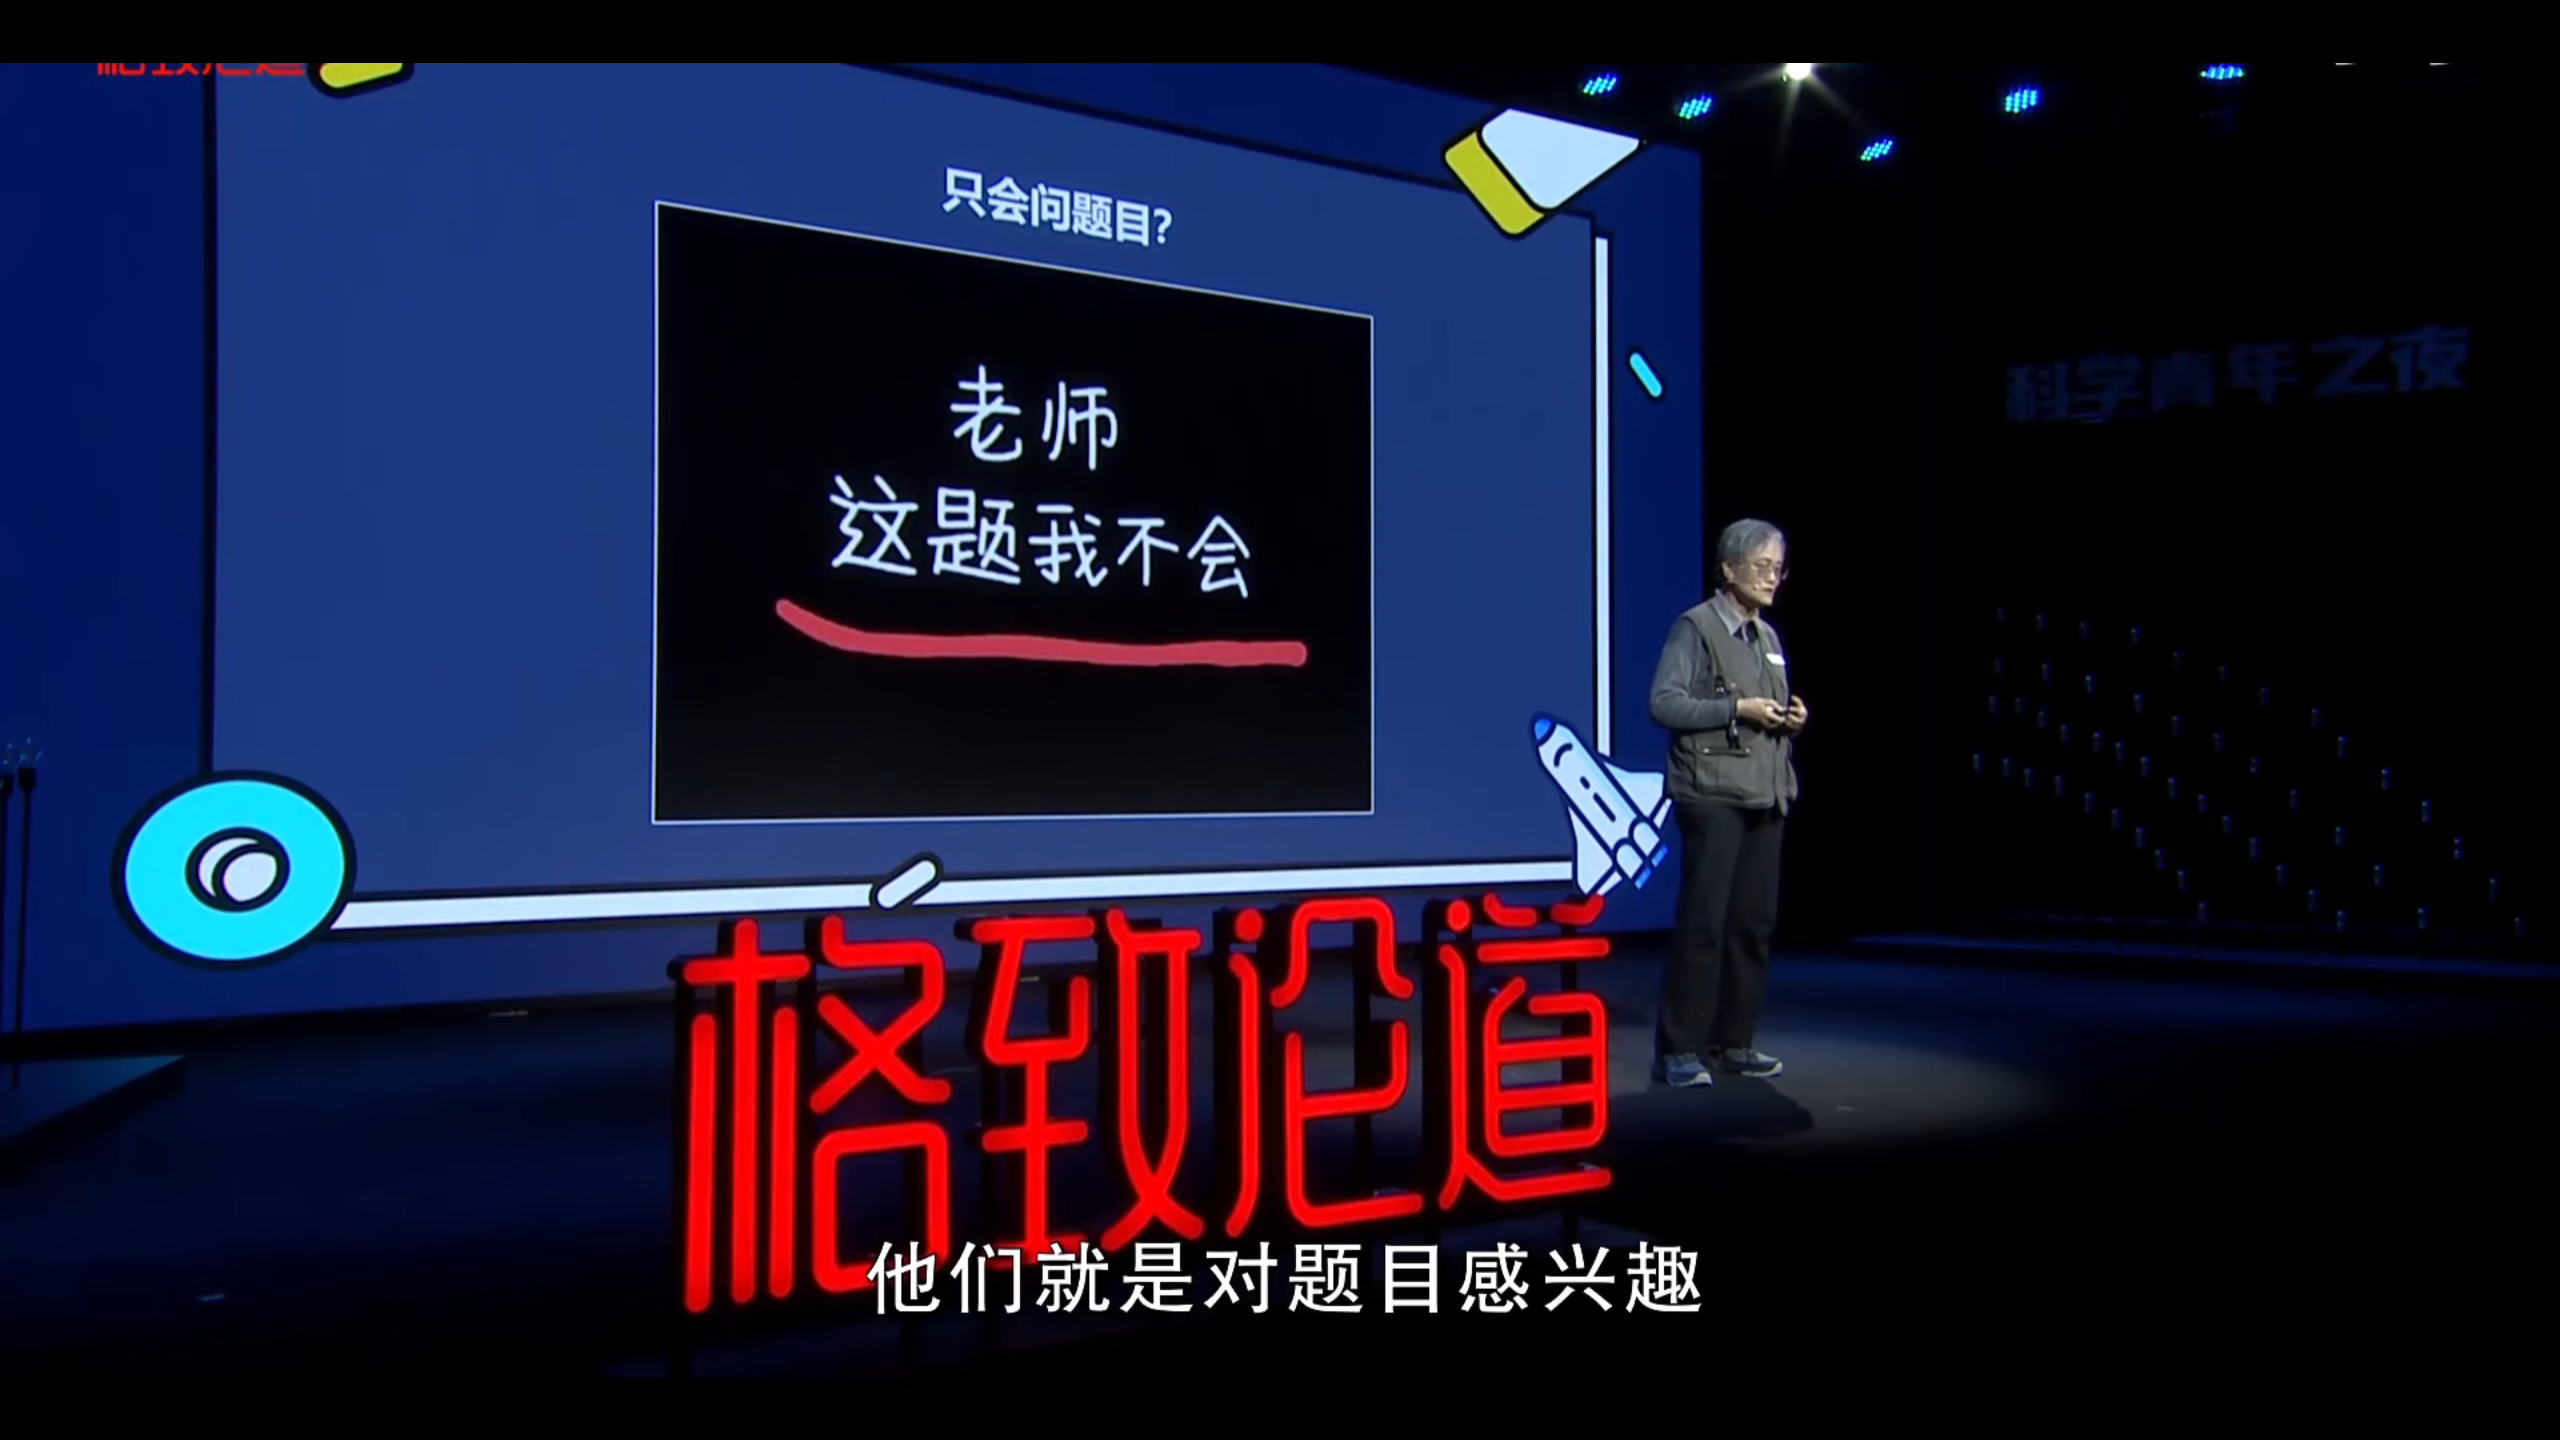 只会问题目?
老师
这题我不会
科学青年之夜
格致论道
他们就是对题目感兴趣